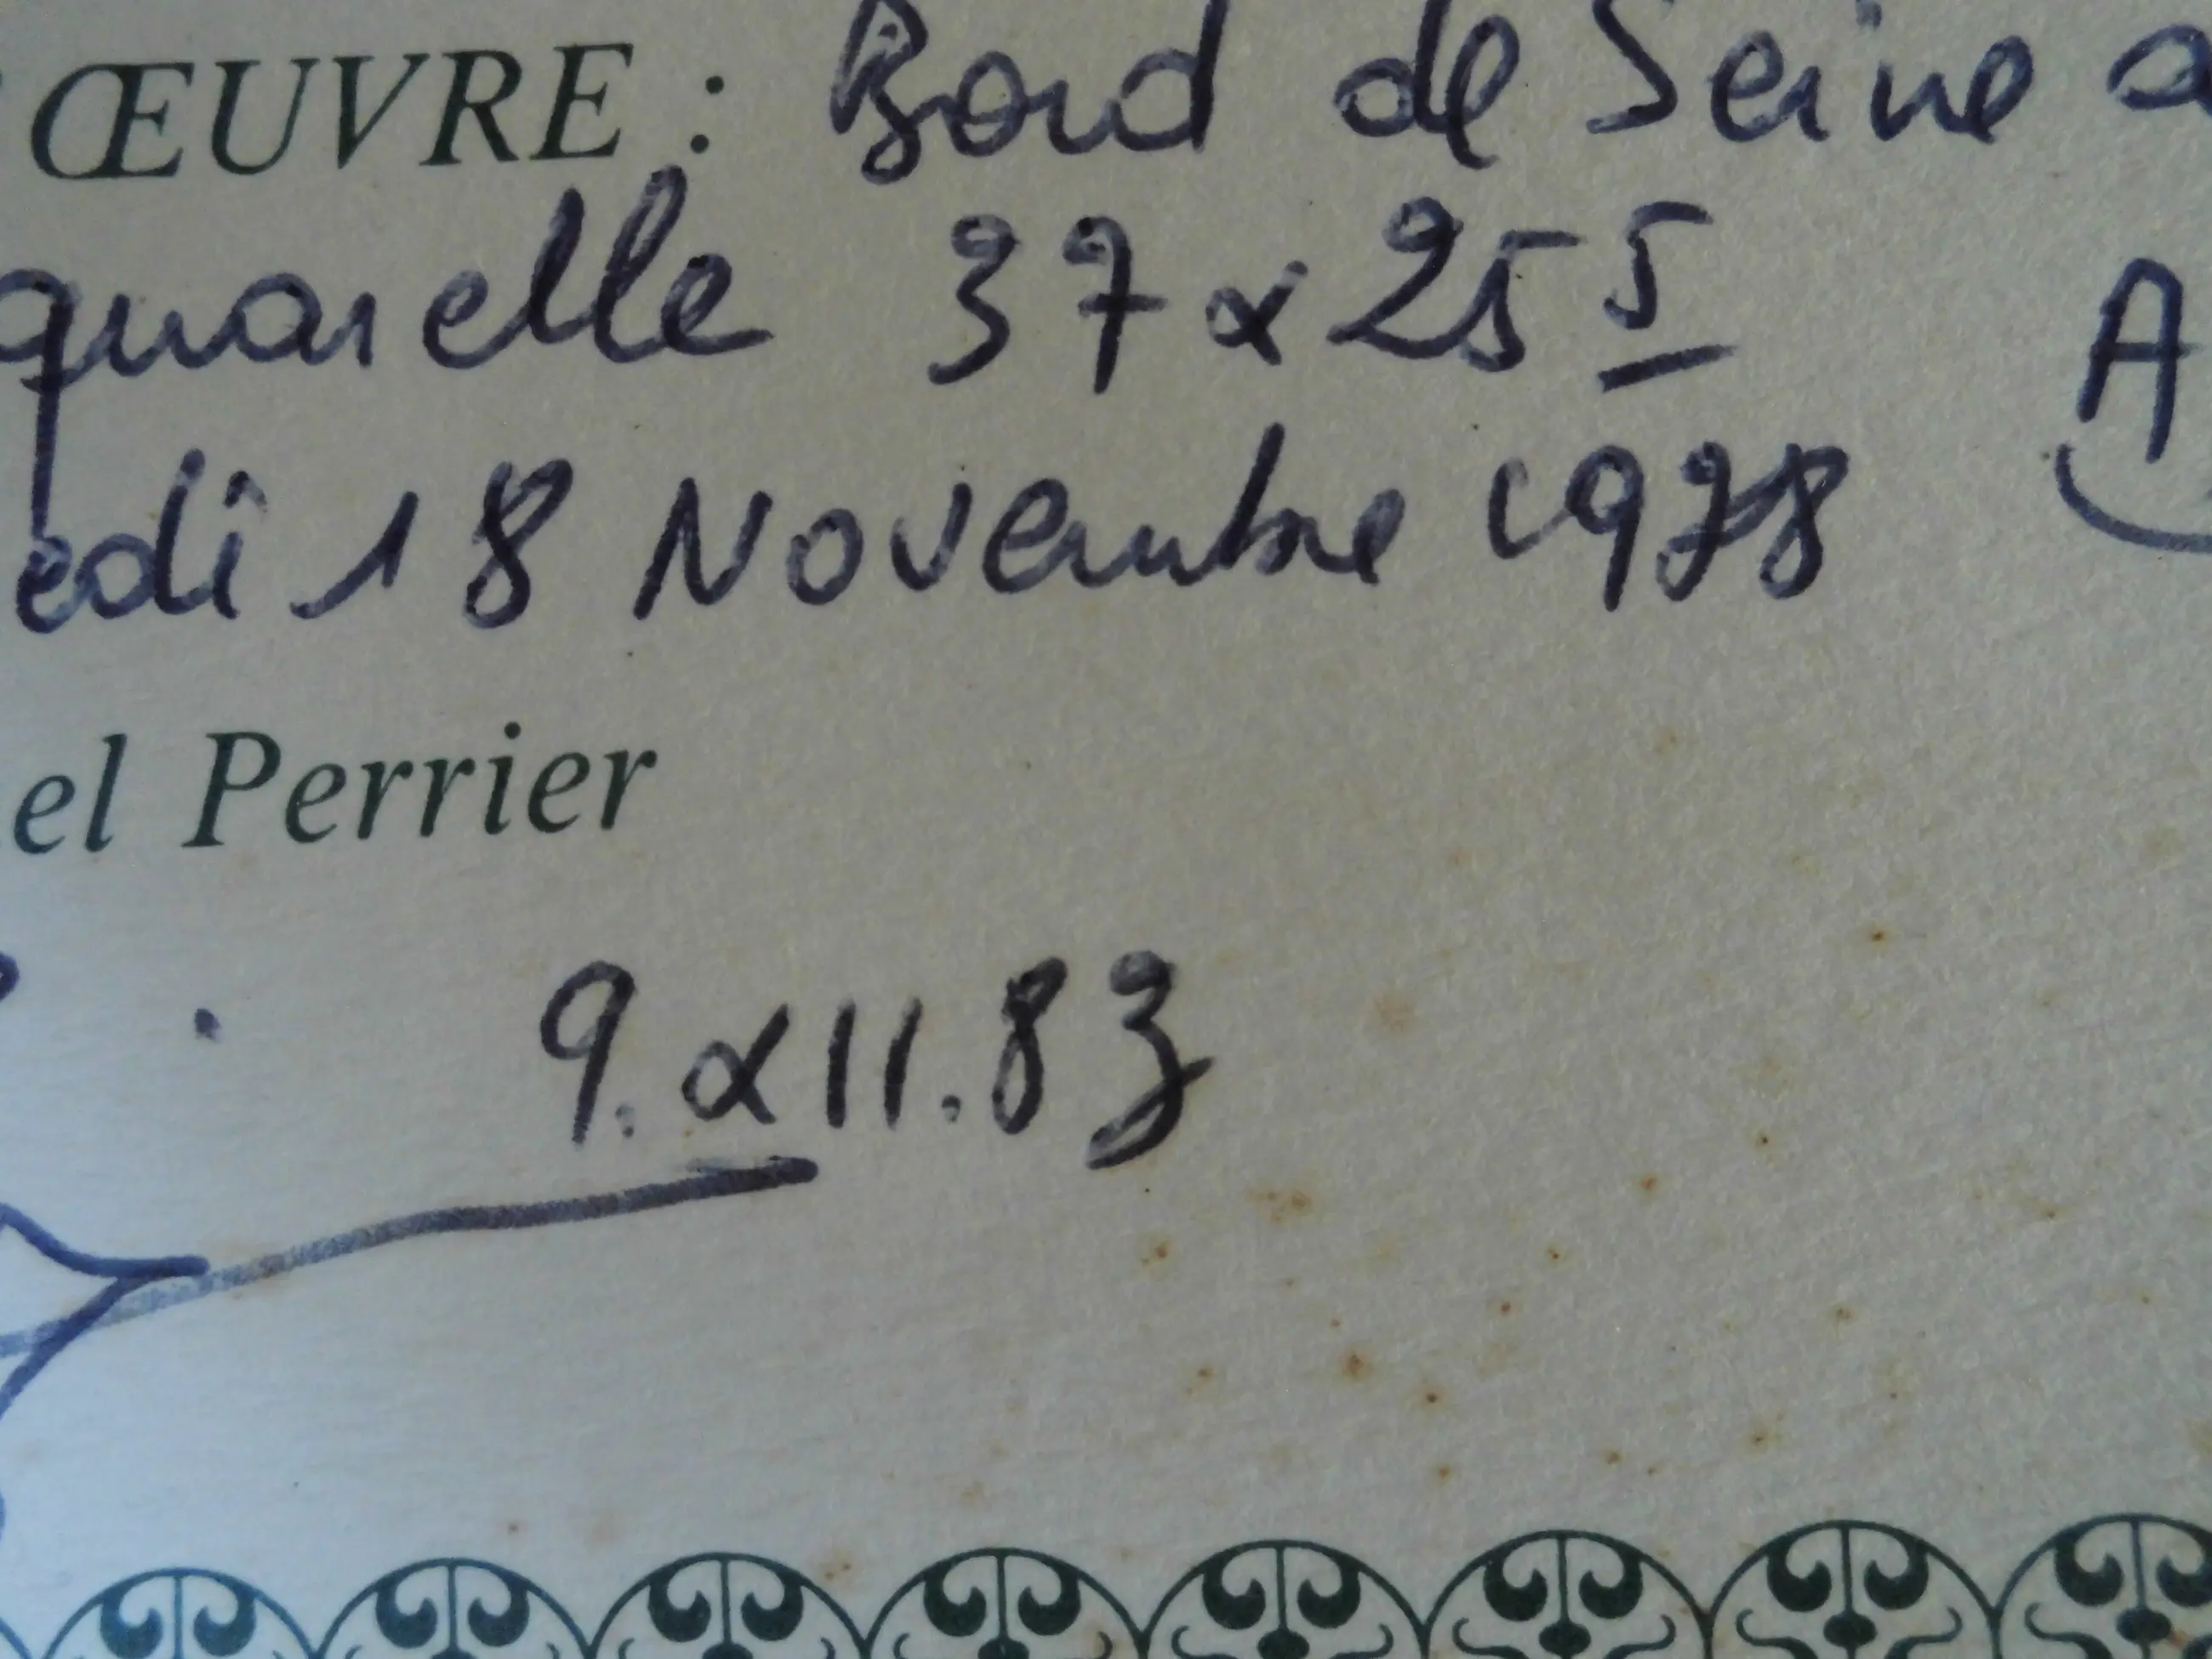 ŒUVRE : Bord de Seine a
quarelle 37 x 25 5 A
edi 18 Novembre 1978
el Perrier
9. x 11. 83